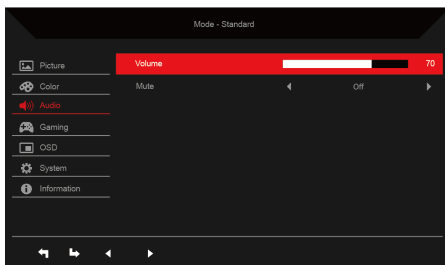 Mode - Standard
Picture
Color
Audio
Gaming
OSD
System
Information
Volume 70
Mute Off